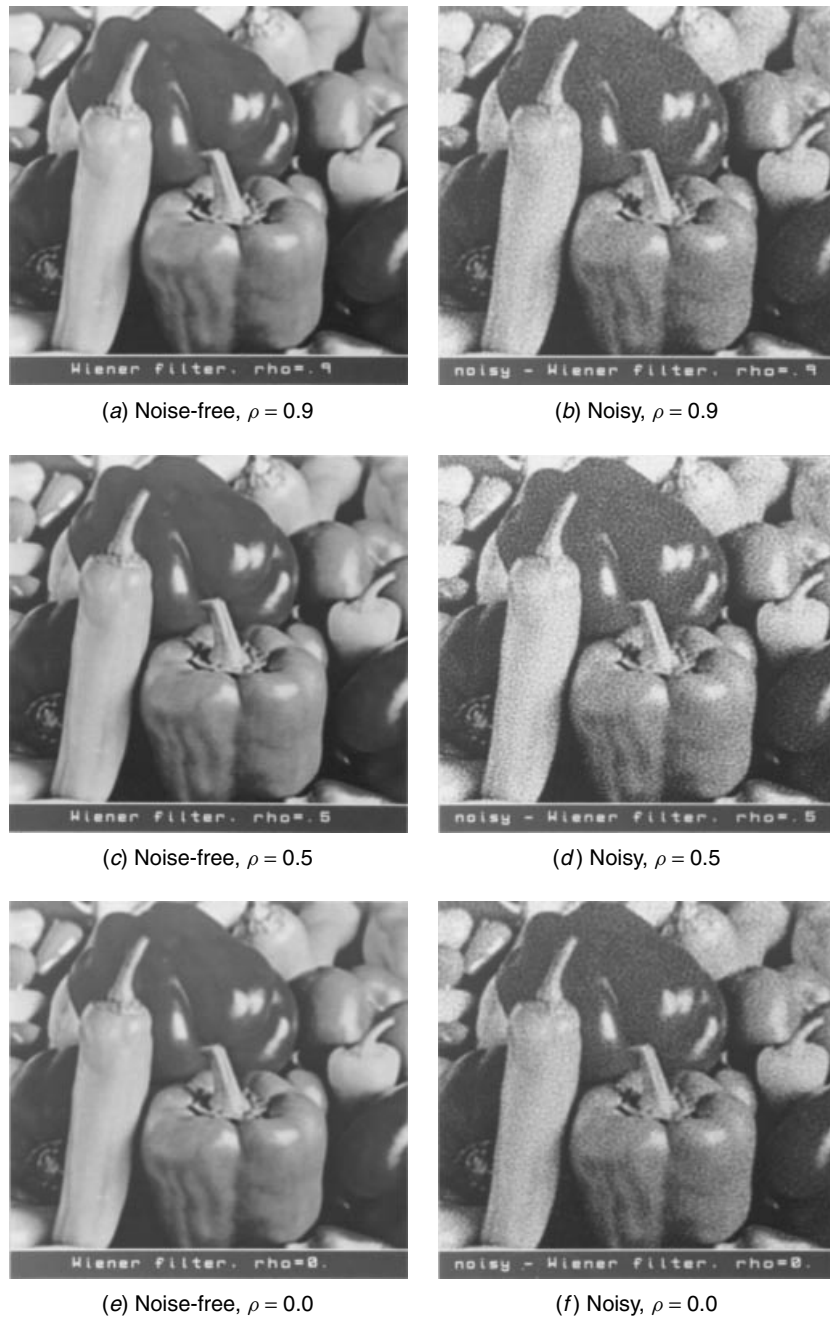 Wiener filter. rho=.9
noisy - Wiener filter. rho=.9
(a) Noise-free, ρ = 0.9
(b) Noisy, ρ = 0.9
Wiener filter. rho=.5
noisy - Wiener filter. rho=.5
(c) Noise-free, ρ = 0.5
(d) Noisy, ρ = 0.5
Wiener filter. rho=0.
noisy - Wiener filter. rho=0.
(e) Noise-free, ρ = 0.0
(f) Noisy, ρ = 0.0